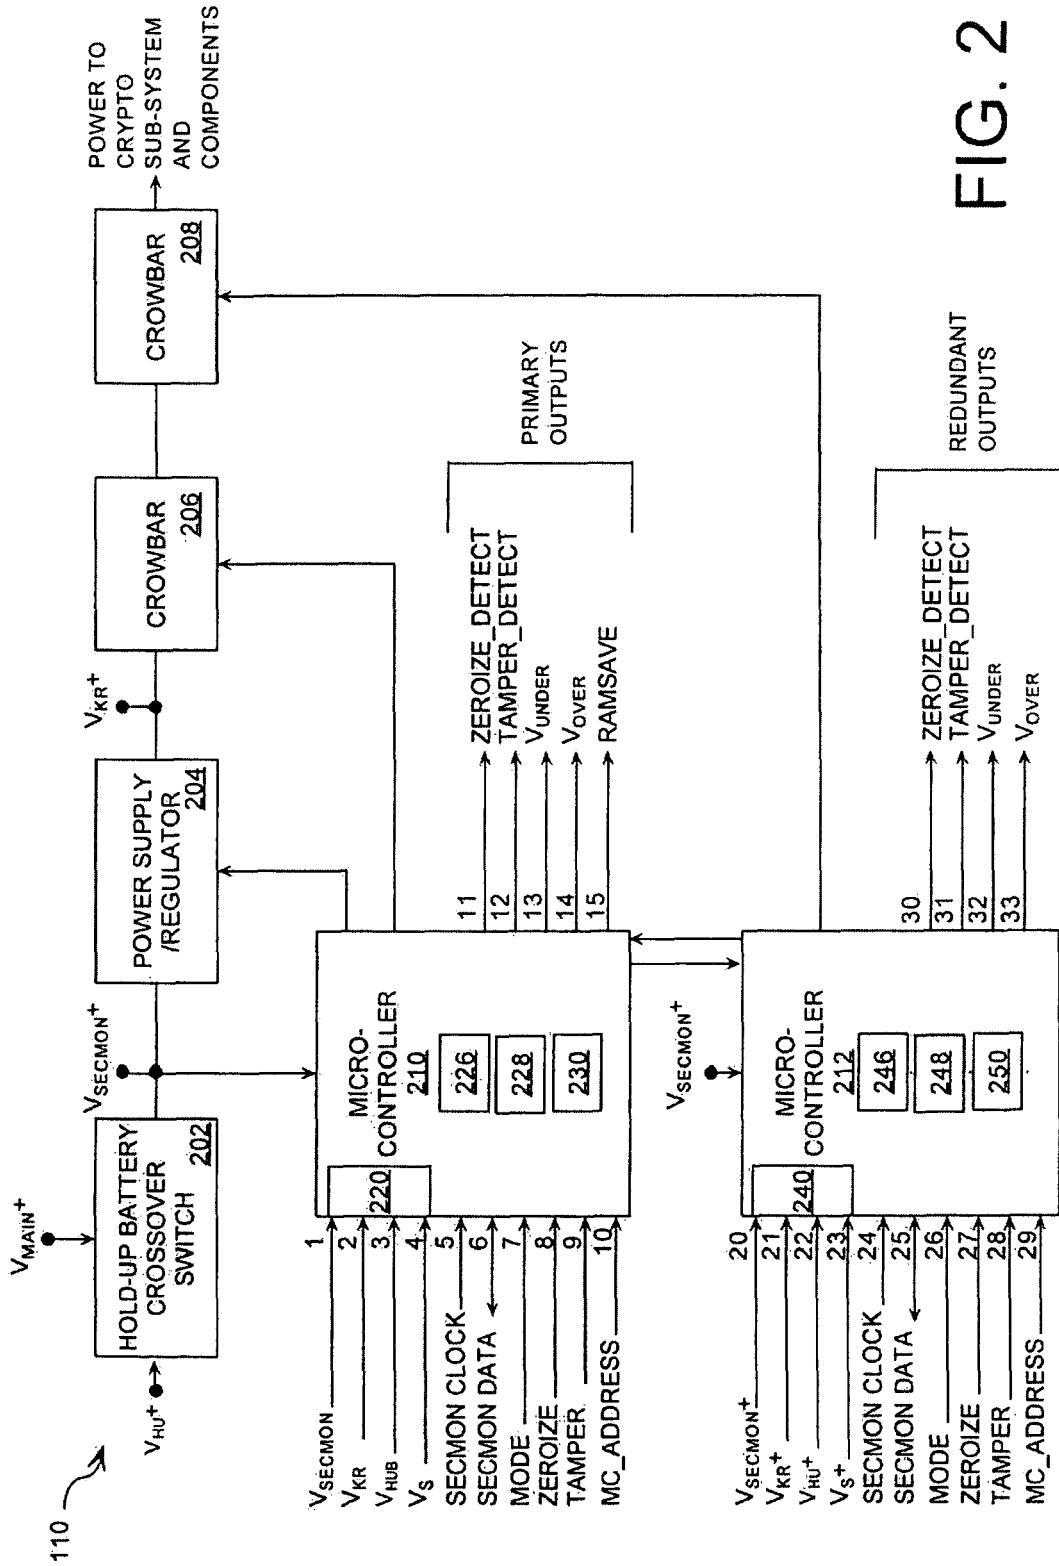 110
V_MAIN+
V_HU+
HOLD-UP BATTERY
CROSSOVER
SWITCH
202
V_SECMON+
POWER SUPPLY
/REGULATOR
204
V_KR+
CROWBAR
206
CROWBAR
208
POWER TO
CRYPTO
SUB-SYSTEM
AND
COMPONENTS
V_SECMON 1
V_KR 2
V_HUB 3
V_S 4
SECMON CLOCK 5
SECMON DATA 6
MODE 7
ZEROIZE 8
TAMPER 9
MC_ADDRESS 10
220
MICRO-
CONTROLLER
210
226
228
230
11 ZEROIZE_DETECT
12 TAMPER_DETECT
13 V_UNDER
14 V_OVER
15 RAMSAVE
PRIMARY
OUTPUTS
V_SECMON+
V_SECMON+ 20
V_KR+ 21
V_HU+ 22
V_S+ 23
SECMON CLOCK 24
SECMON DATA 25
MODE 26
ZEROIZE 27
TAMPER 28
MC_ADDRESS 29
240
MICRO-
CONTROLLER
212
246
248
250
30 ZEROIZE_DETECT
31 TAMPER_DETECT
32 V_UNDER
33 V_OVER
REDUNDANT
OUTPUTS
FIG. 2